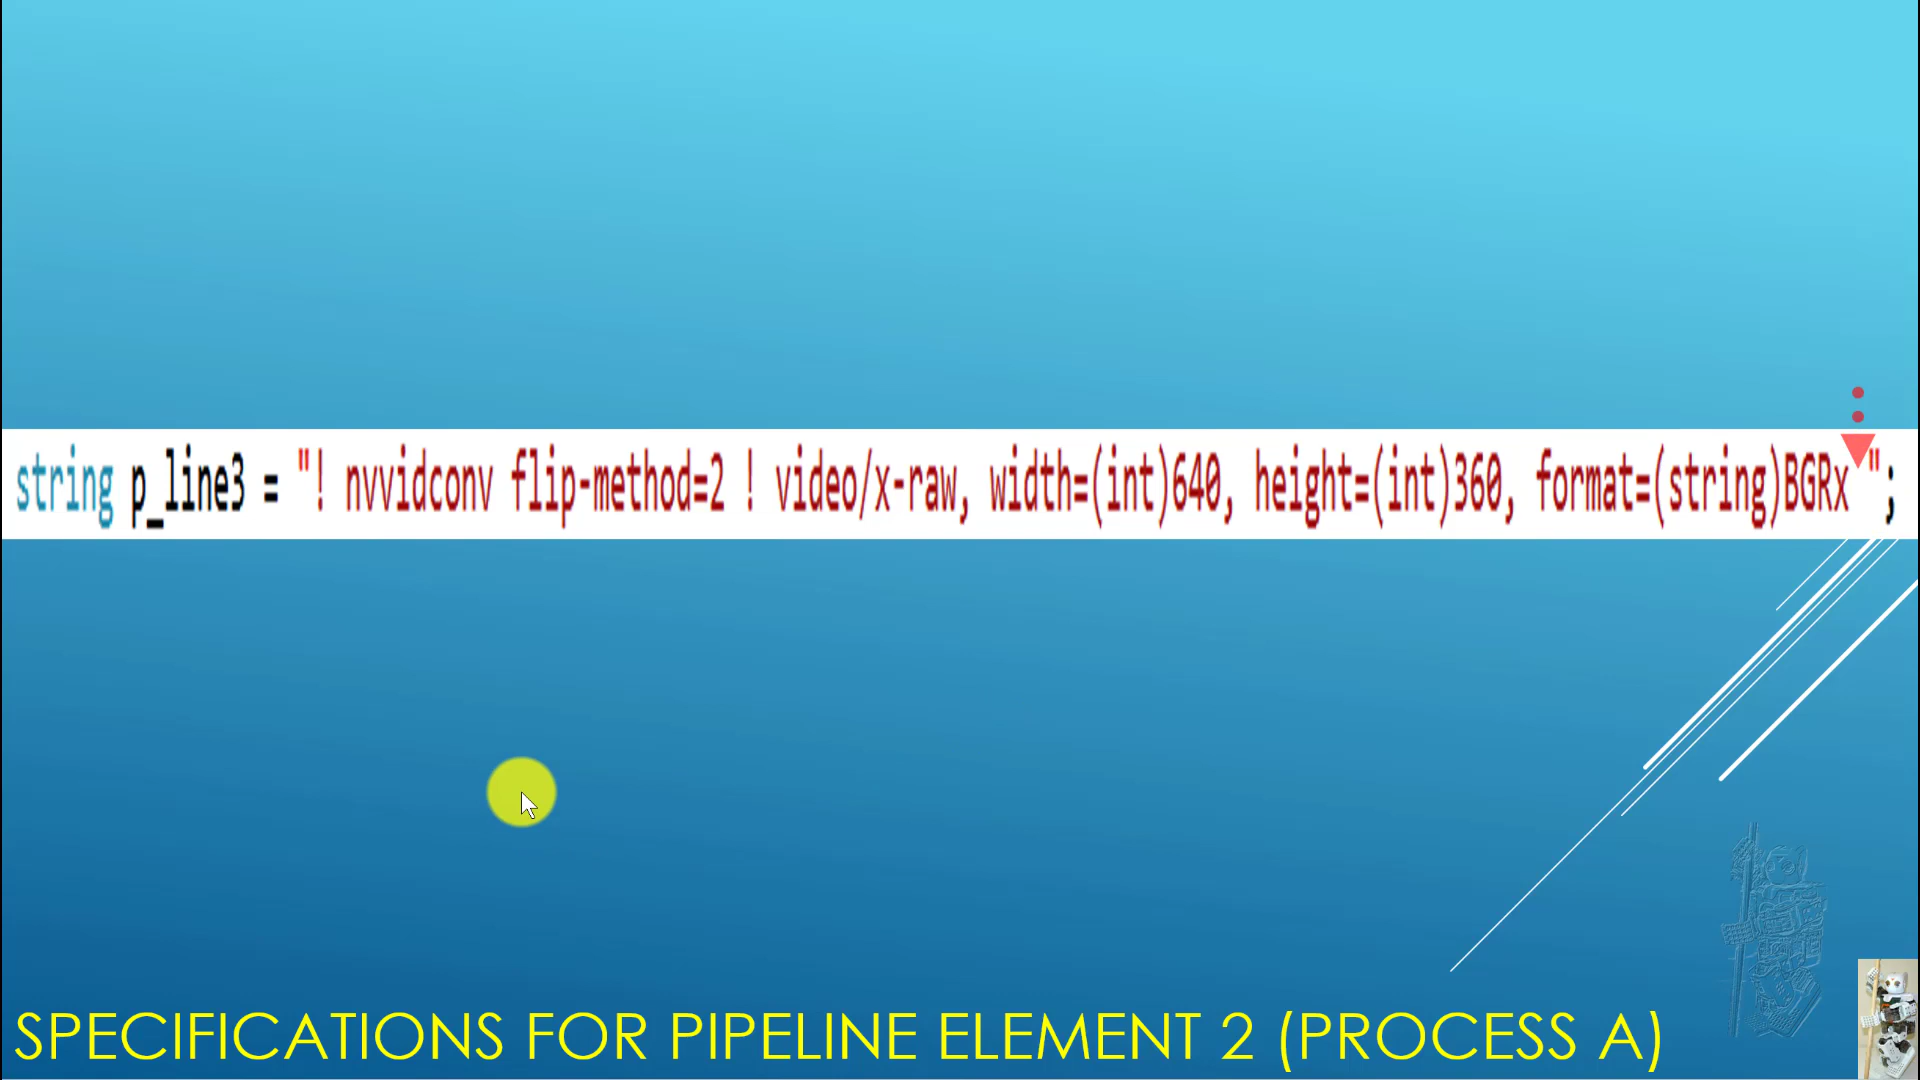 string p_line3 = "! nvvidconv flip-method=2 ! video/x-raw, width=(int)640, height=(int)360, format=(string)BGRx ";
SPECIFICATIONS FOR PIPELINE ELEMENT 2 (PROCESS A)